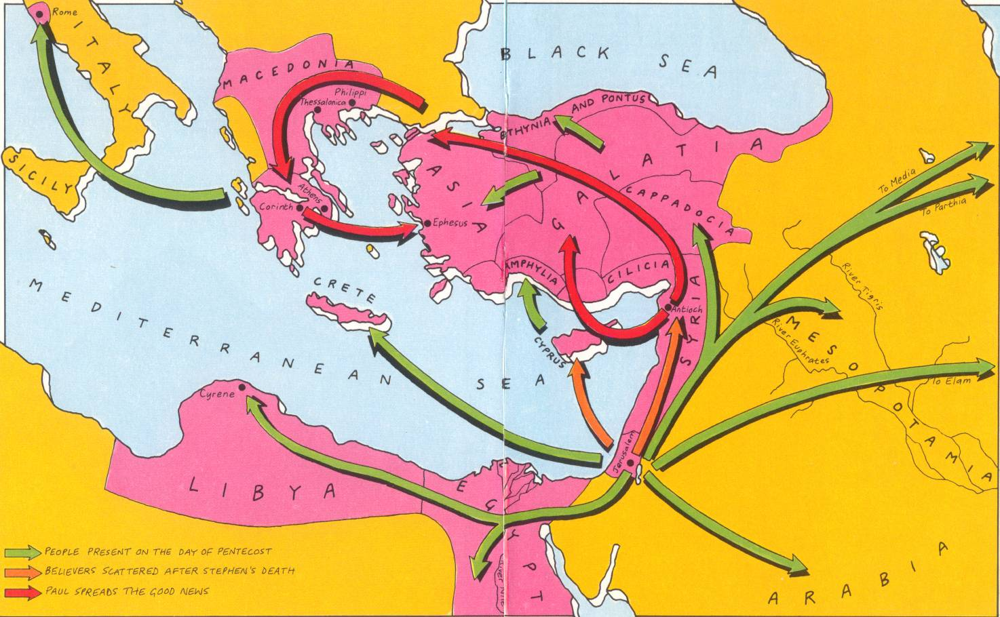 Rome
ITALY
SICILY
MACEDONIA
Philippi
Thessalonica
Athens
Corinth
BLACK SEA
BTHYNIA
AND PONTUS
ASIA
GALATIA
CAPPADOCIA
Ephesus
AMPHYLIA
CILICIA
Antioch
SYRIA
CRETE
CYPRUS
MEDITERRANEAN SEA
To Media
To Parthia
River Tigris
River Euphrates
MESOPOTAMIA
To Elam
Cyrene
LIBYA
EGYPT
River Nile
Jerusalem
ARABIA
PEOPLE PRESENT ON THE DAY OF PENTECOST
BELIEVERS SCATTERED AFTER STEPHEN'S DEATH
PAUL SPREADS THE GOOD NEWS